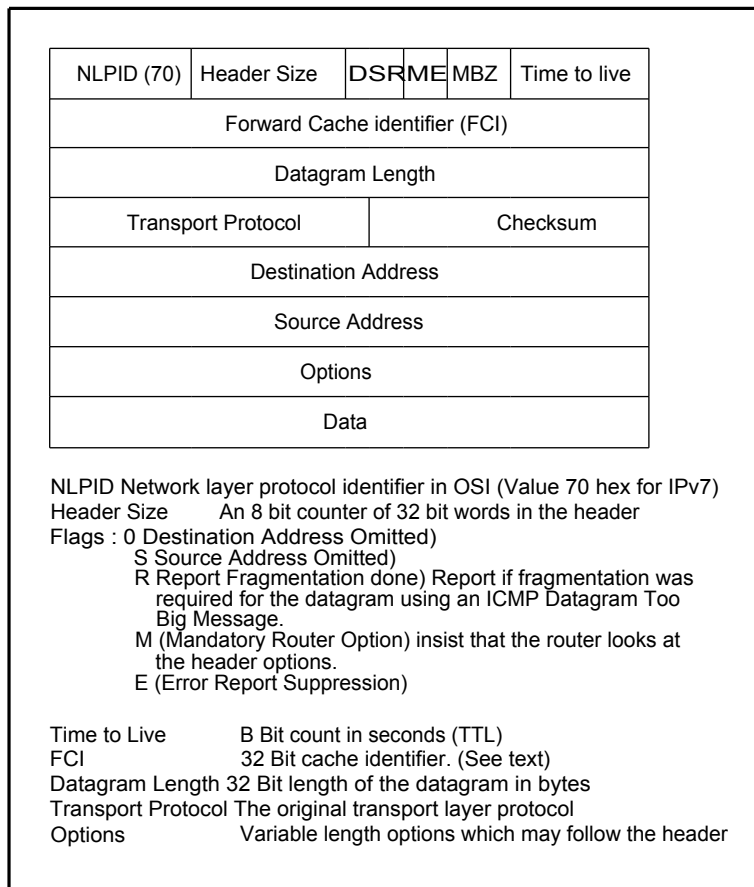 NLPID (70) Header Size DSRME MBZ Time to live
Forward Cache identifier (FCI)
Datagram Length
Transport Protocol Checksum
Destination Address
Source Address
Options
Data
NLPID Network layer protocol identifier in OSI (Value 70 hex for IPv7)
Header Size An 8 bit counter of 32 bit words in the header
Flags : 0 Destination Address Omitted)
S Source Address Omitted)
R Report Fragmentation done) Report if fragmentation was
required for the datagram using an ICMP Datagram Too
Big Message.
M (Mandatory Router Option) insist that the router looks at
the header options.
E (Error Report Suppression)
Time to Live B Bit count in seconds (TTL)
FCI 32 Bit cache identifier. (See text)
Datagram Length 32 Bit length of the datagram in bytes
Transport Protocol The original transport layer protocol
Options Variable length options which may follow the header